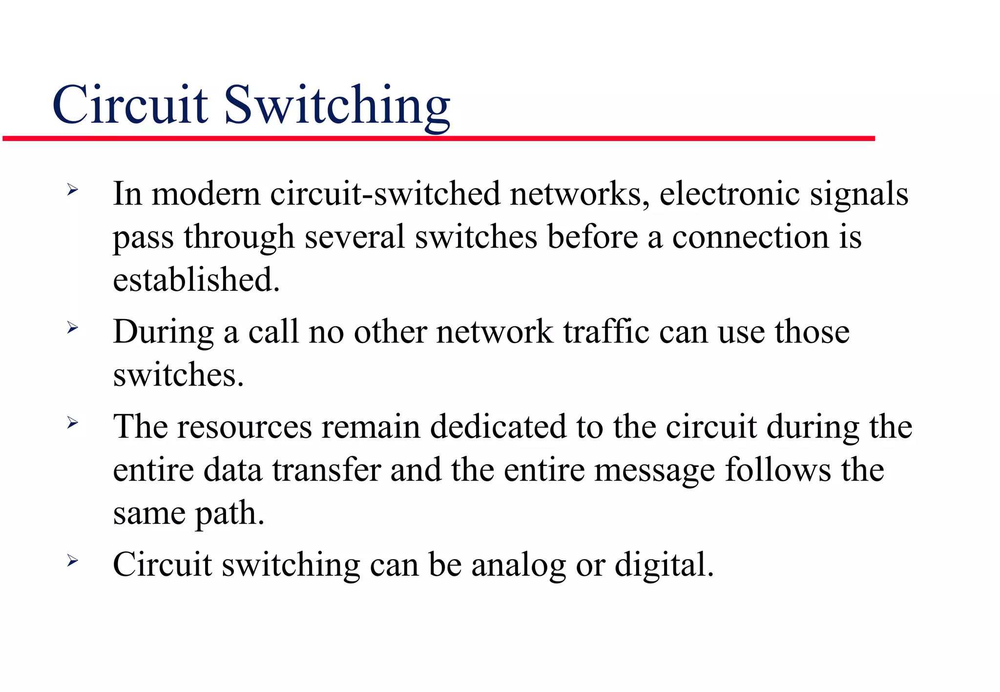 Circuit Switching
➢ In modern circuit-switched networks, electronic signals
pass through several switches before a connection is
established.
➢ During a call no other network traffic can use those
switches.
➢ The resources remain dedicated to the circuit during the
entire data transfer and the entire message follows the
same path.
➢ Circuit switching can be analog or digital.